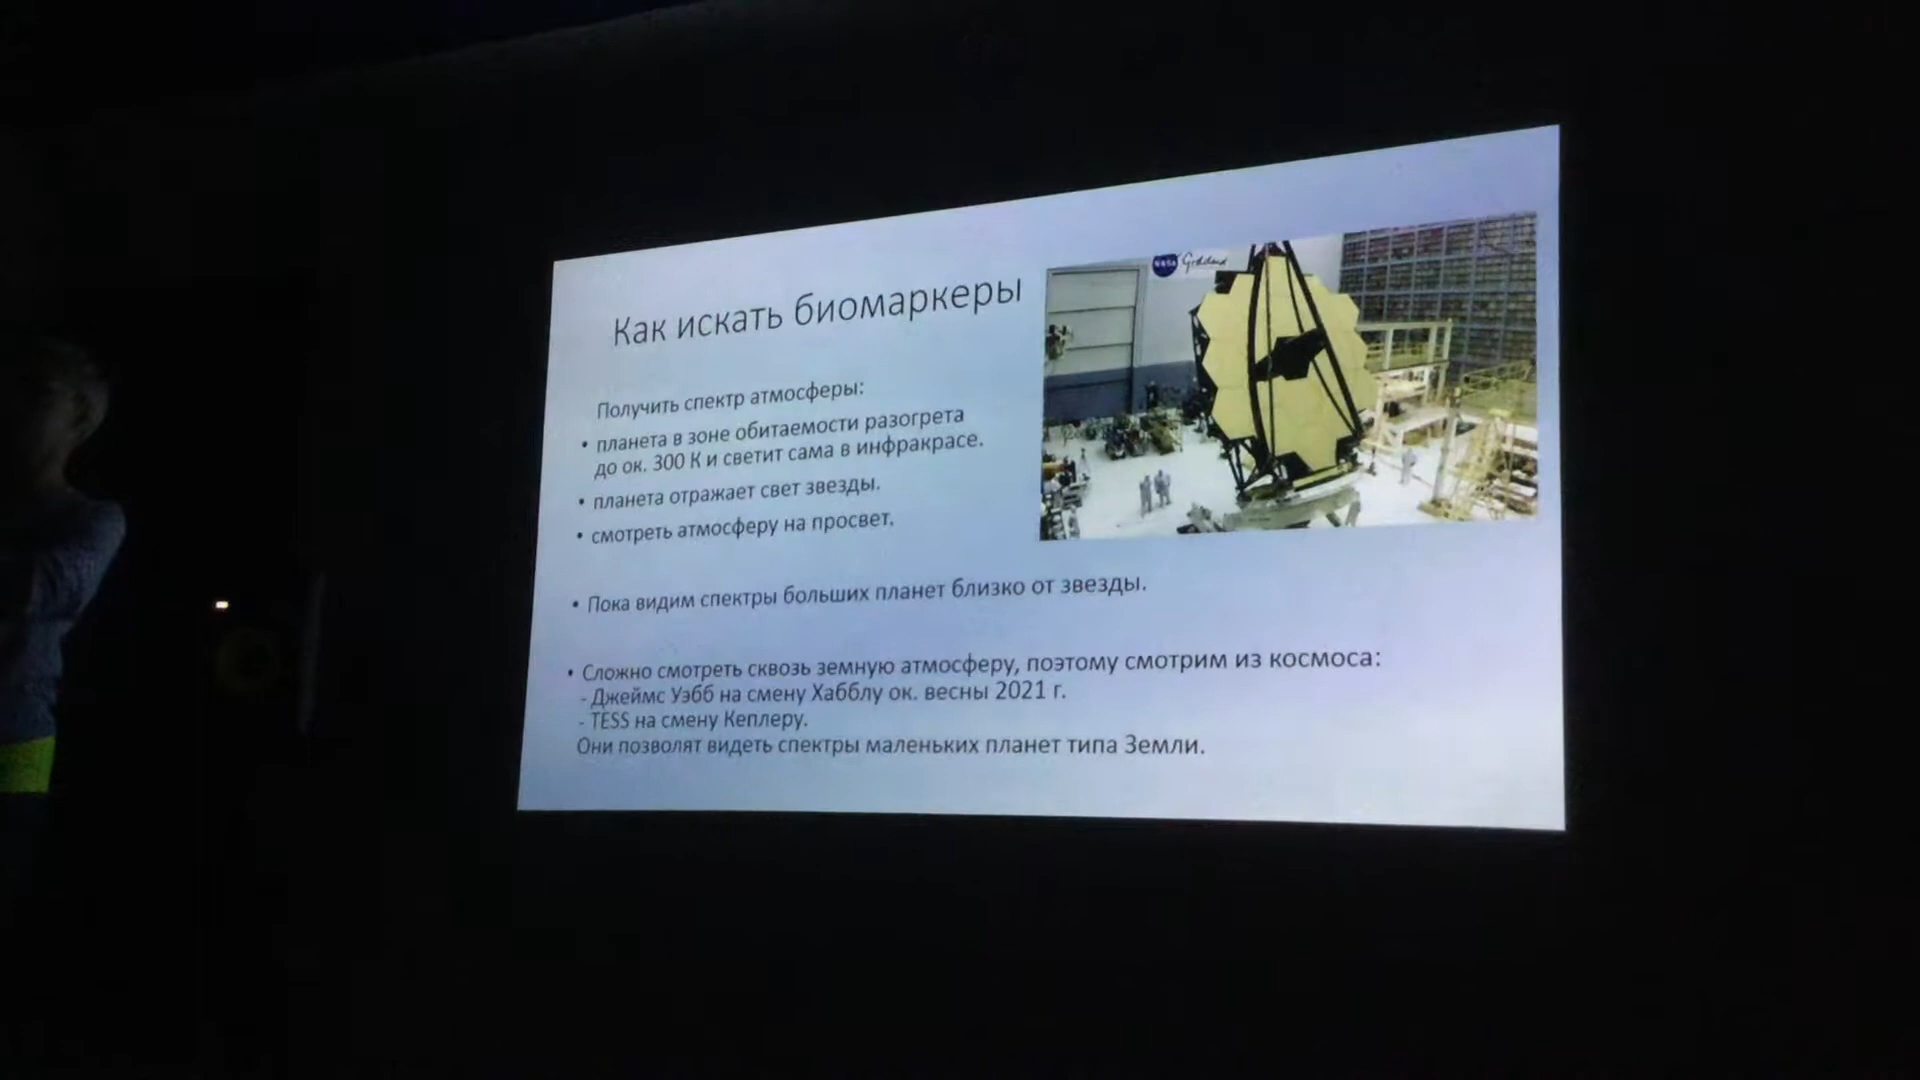 Как искать биомаркеры
NASA Goddard
Получить спектр атмосферы:
• планета в зоне обитаемости разогрета
до ок. 300 К и светит сама в инфракрасе.
• планета отражает свет звезды.
• смотреть атмосферу на просвет.
• Пока видим спектры больших планет близко от звезды.
• Сложно смотреть сквозь земную атмосферу, поэтому смотрим из космоса:
- Джеймс Уэбб на смену Хабблу ок. весны 2021 г.
- TESS на смену Кеплеру.
Они позволят видеть спектры маленьких планет типа Земли.